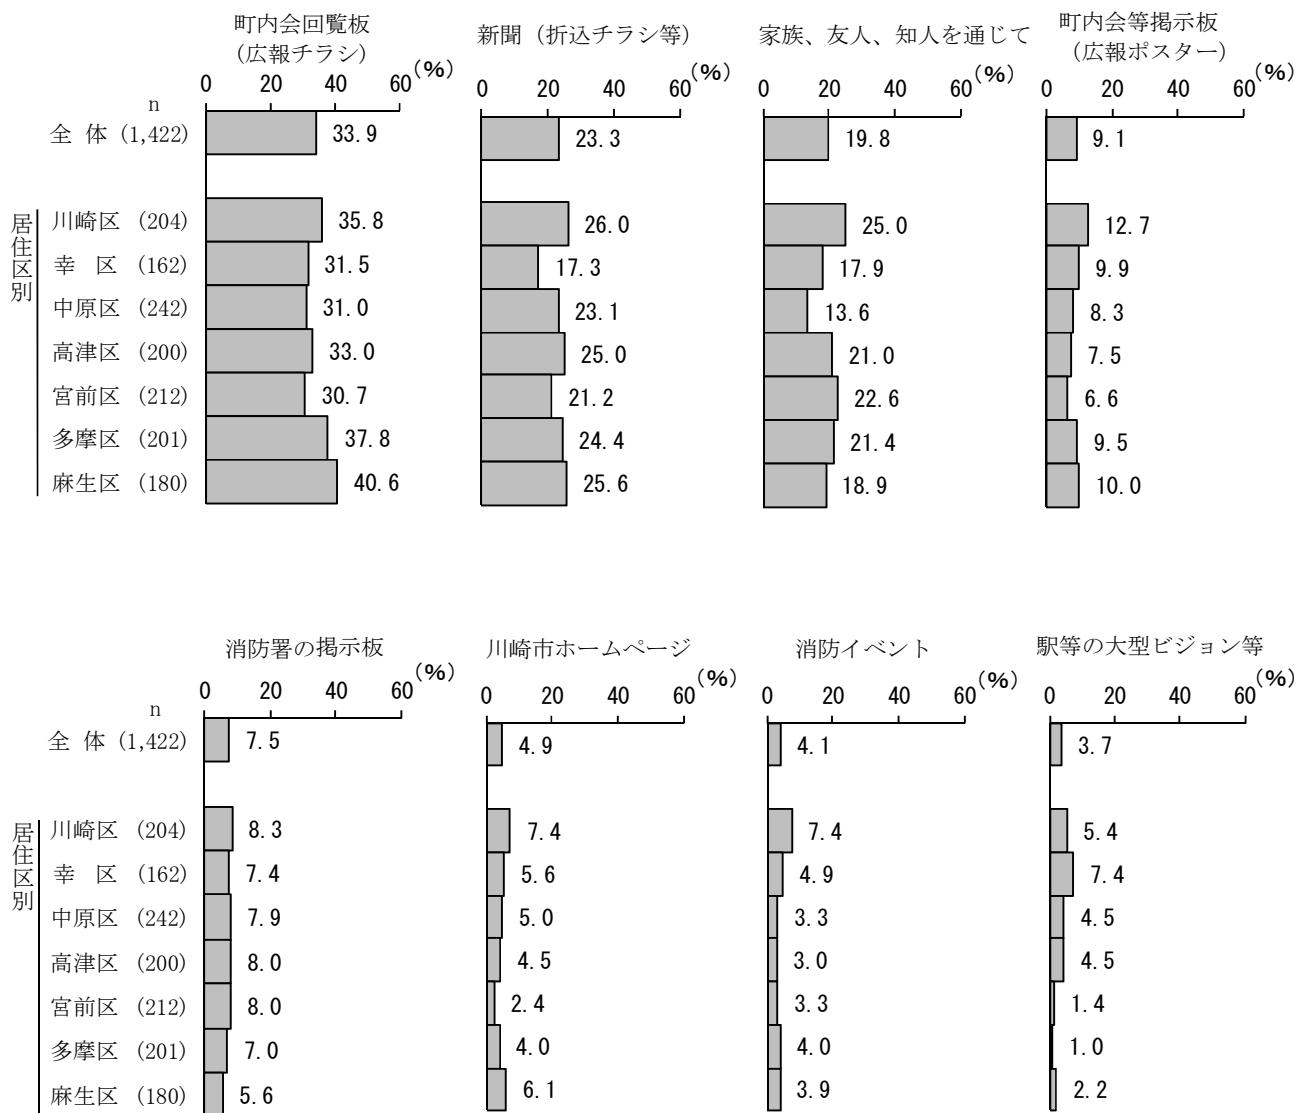 町内会回覧板
(広報チラシ)
新聞（折込チラシ等）
家族、友人、知人を通じて
町内会等掲示板
（広報ポスター）
0 20 40 60 (%)
0 20 40 60 (%)
0 20 40 60 (%)
0 20 40 60 (%)
n
全 体 (1,422) 33.9 23.3 19.8 9.1
居住区別
川崎区 (204) 35.8 26.0 25.0 12.7
幸 区 (162) 31.5 17.3 17.9 9.9
中原区 (242) 31.0 23.1 13.6 8.3
高津区 (200) 33.0 25.0 21.0 7.5
宮前区 (212) 30.7 21.2 22.6 6.6
多摩区 (201) 37.8 24.4 21.4 9.5
麻生区 (180) 40.6 25.6 18.9 10.0
消防署の掲示板
川崎市ホームページ
消防イベント
駅等の大型ビジョン等
0 20 40 60 (%)
0 20 40 60 (%)
0 20 40 60 (%)
0 20 40 60 (%)
n
全 体 (1,422) 7.5 4.9 4.1 3.7
居住区別
川崎区 (204) 8.3 7.4 7.4 5.4
幸 区 (162) 7.4 5.6 4.9 7.4
中原区 (242) 7.9 5.0 3.3 4.5
高津区 (200) 8.0 4.5 3.0 4.5
宮前区 (212) 8.0 2.4 3.3 1.4
多摩区 (201) 7.0 4.0 4.0 1.0
麻生区 (180) 5.6 6.1 3.9 2.2